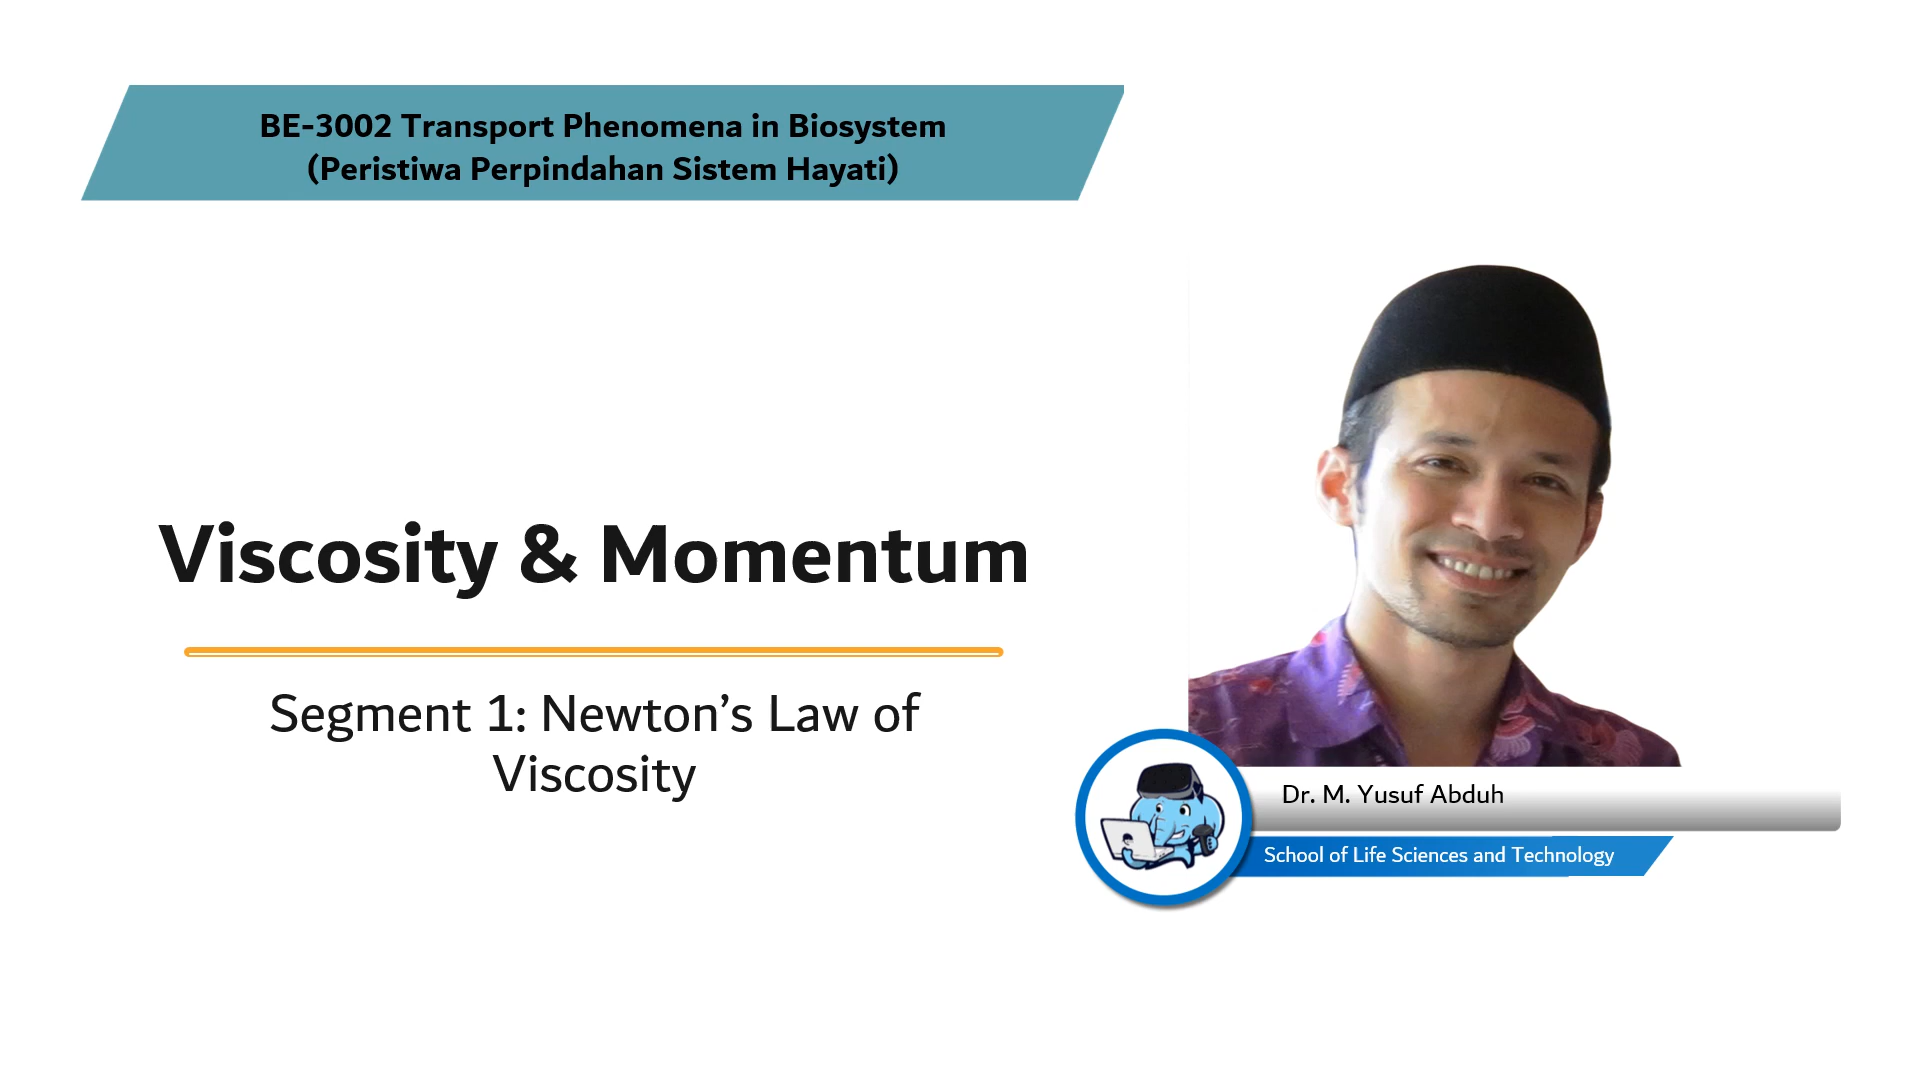 BE-3002 Transport Phenomena in Biosystem
(Peristiwa Perpindahan Sistem Hayati)
Viscosity & Momentum
Segment 1: Newton’s Law of
Viscosity
Dr. M. Yusuf Abduh
School of Life Sciences and Technology